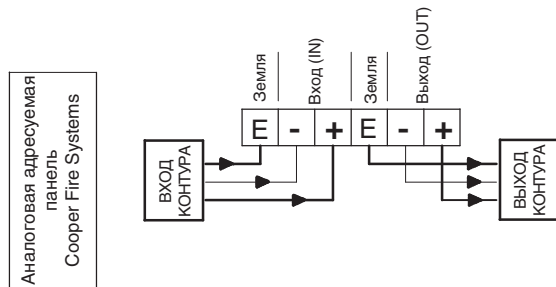 Аналоговая адресуемая
панель
Cooper Fire Systems
ВХОД
КОНТУРА
Земля
Вход (IN)
Земля
Выход (OUT)
E
-
+
E
-
+
ВЫХОД
КОНТУРА